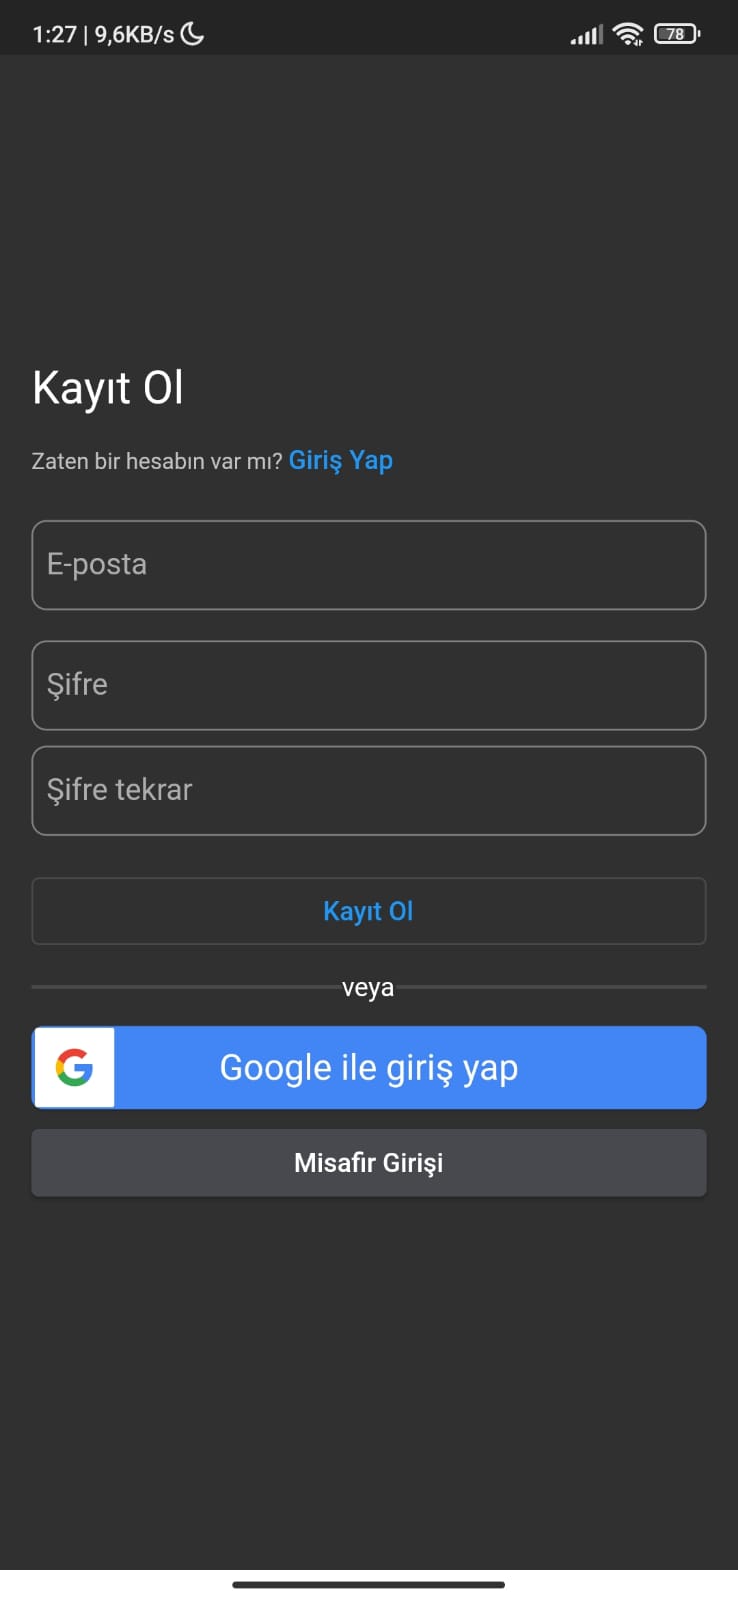 1:27 | 9,6KB/s
78
Kayıt Ol
Zaten bir hesabın var mı? Giriş Yap
E-posta
Şifre
Şifre tekrar
Kayıt Ol
veya
Google ile giriş yap
Misafir Girişi